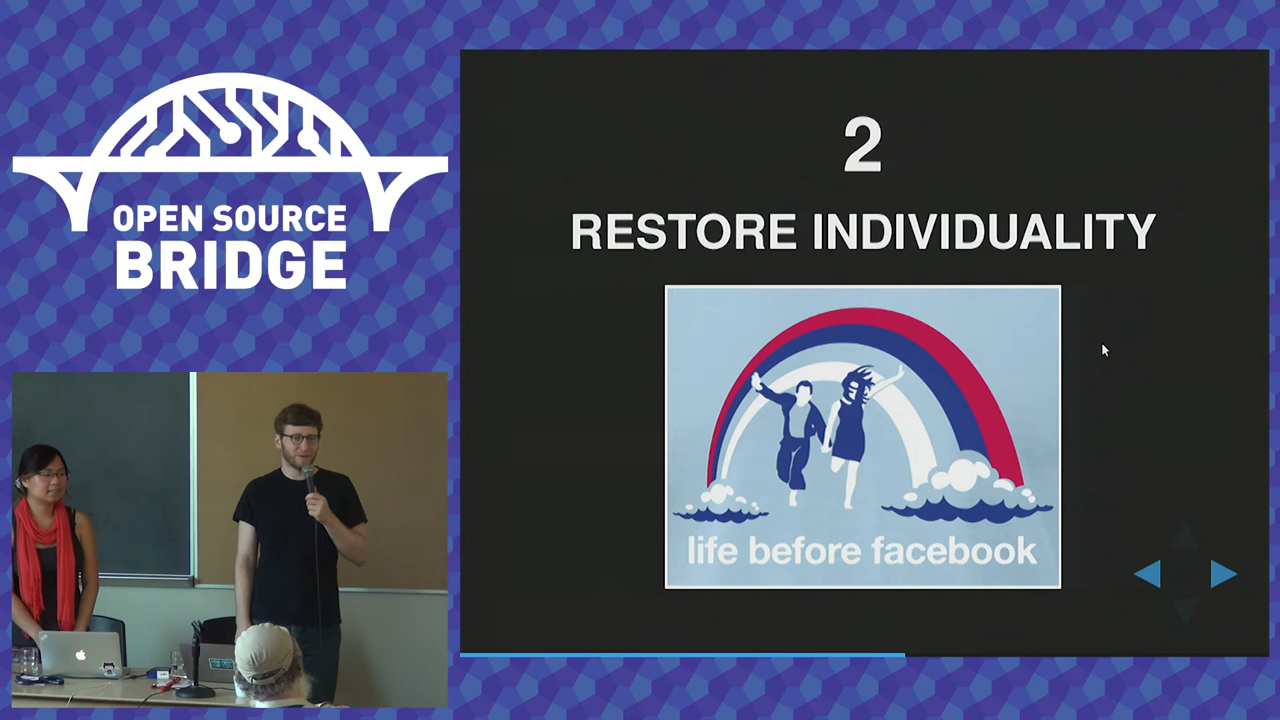 OPEN SOURCE
BRIDGE
2
RESTORE INDIVIDUALITY
life before facebook